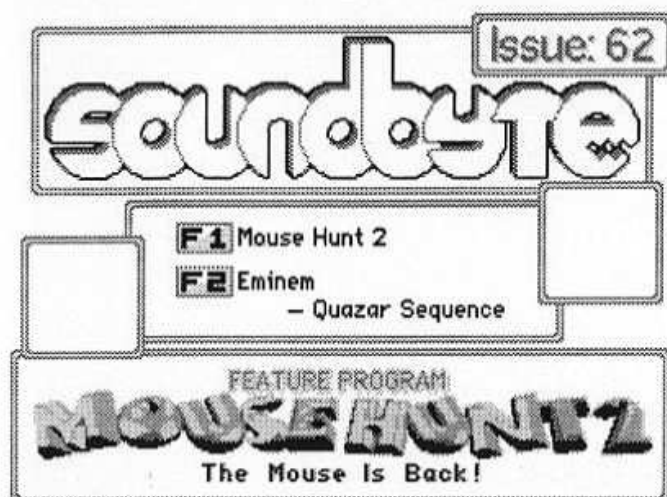 Issue: 62
soundbyte
F1 Mouse Hunt 2
F2 Eminem
– Quazar Sequence
FEATURE PROGRAM
MOUSE HUNT 2
The Mouse Is Back!